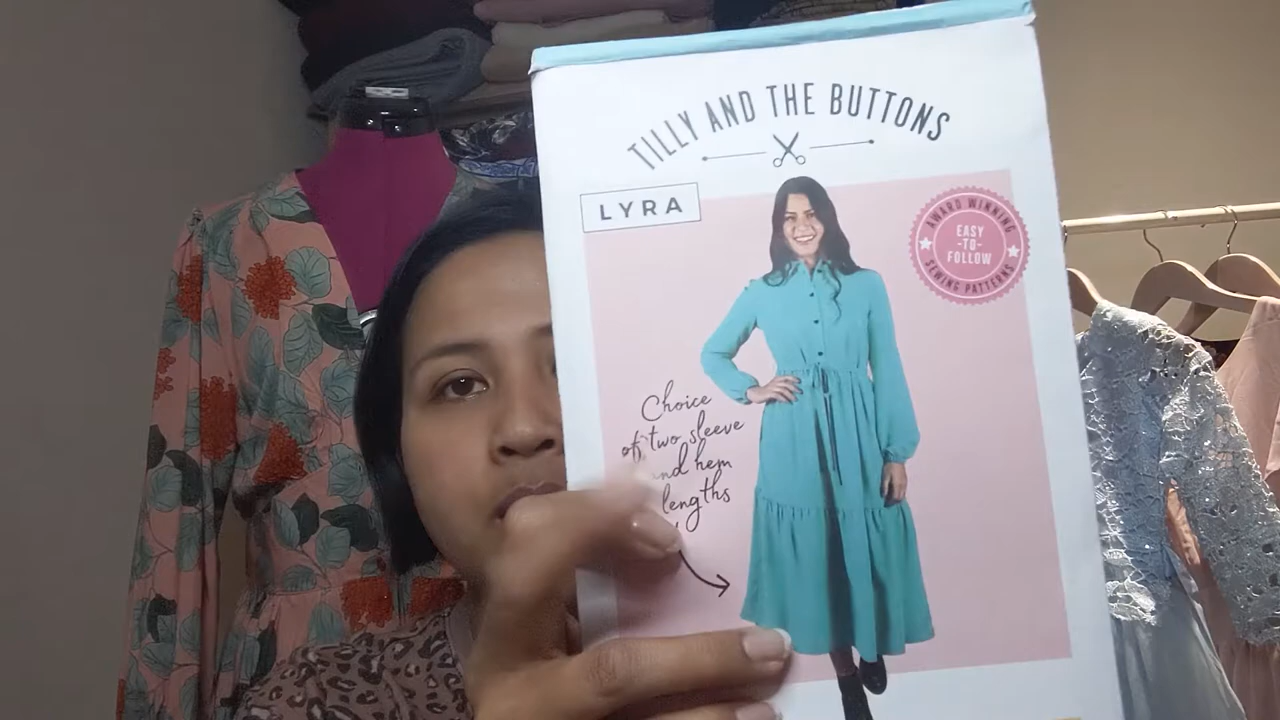 TILLY AND THE BUTTONS
LYRA
AWARD WINNING
EASY
-TO-
FOLLOW
SEWING PATTERNS
Choice
of two sleeve
and hem
lengths